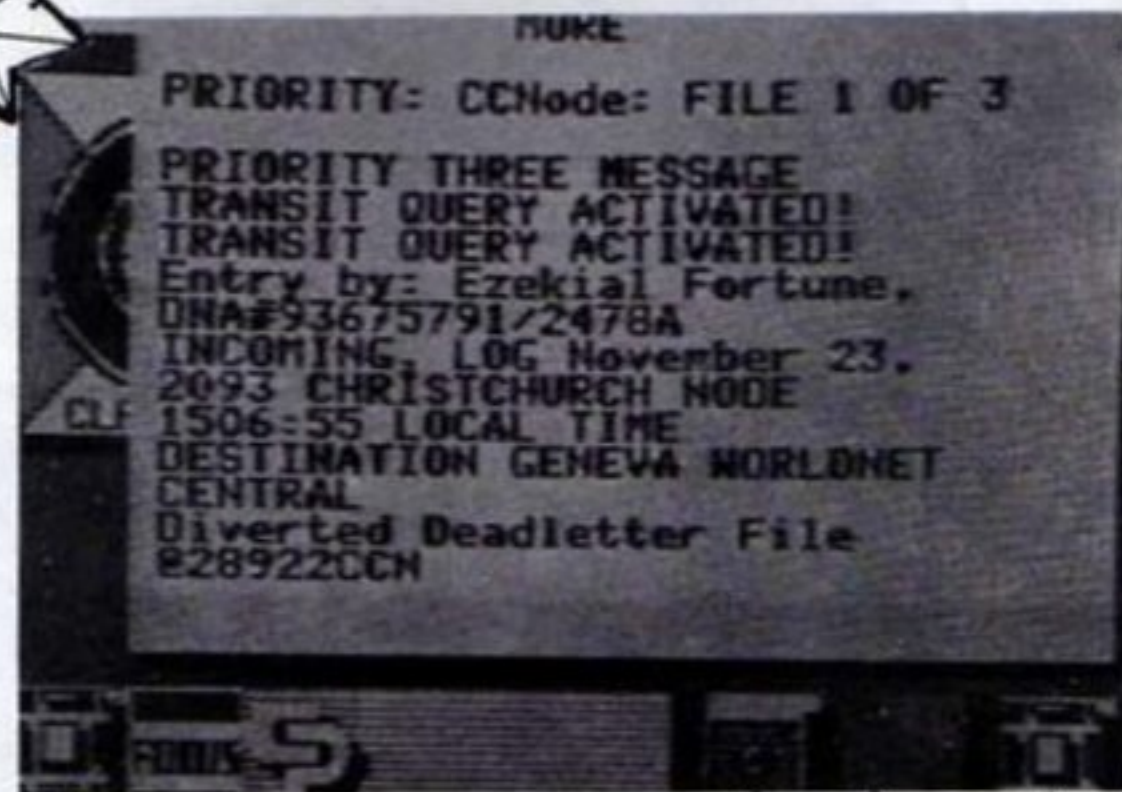 MORE
PRIORITY: CCNode: FILE 1 OF 3
PRIORITY THREE MESSAGE
TRANSIT QUERY ACTIVATED!
TRANSIT QUERY ACTIVATED!
Entry by: Ezekial Fortune,
DNA#93675791/2478A
INCOMING, LOG November 23,
2093 CHRISTCHURCH NODE
1506:55 LOCAL TIME
DESTINATION GENEVA WORLDNET
CENTRAL
Diverted Deadletter File
@28922CCN
CLE
FOCUS